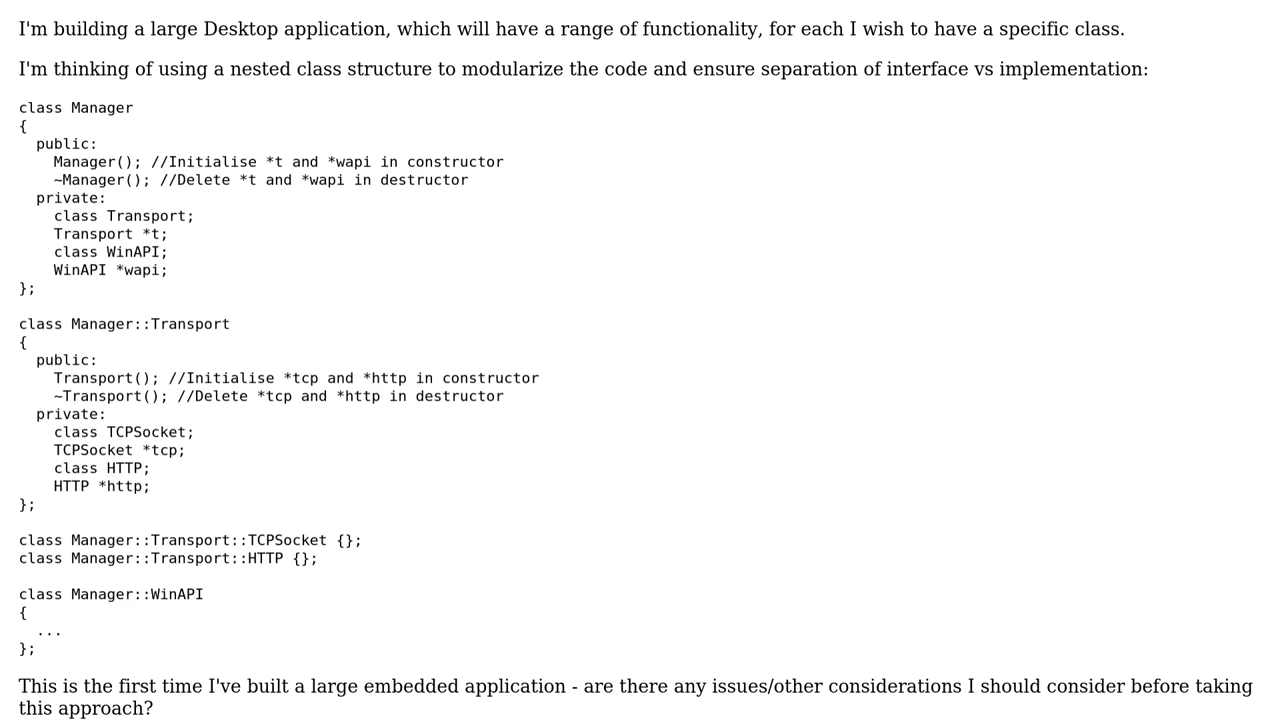 I'm building a large Desktop application, which will have a range of functionality, for each I wish to have a specific class.
I'm thinking of using a nested class structure to modularize the code and ensure separation of interface vs implementation:
class Manager
{
  public:
    Manager(); //Initialise *t and *wapi in constructor
    ~Manager(); //Delete *t and *wapi in destructor
  private:
    class Transport;
    Transport *t;
    class WinAPI;
    WinAPI *wapi;
};
class Manager::Transport
{
  public:
    Transport(); //Initialise *tcp and *http in constructor
    ~Transport(); //Delete *tcp and *http in destructor
  private:
    class TCPSocket;
    TCPSocket *tcp;
    class HTTP;
    HTTP *http;
};
class Manager::Transport::TCPSocket {};
class Manager::Transport::HTTP {};
class Manager::WinAPI
{
  ...
};
This is the first time I've built a large embedded application - are there any issues/other considerations I should consider before taking
this approach?